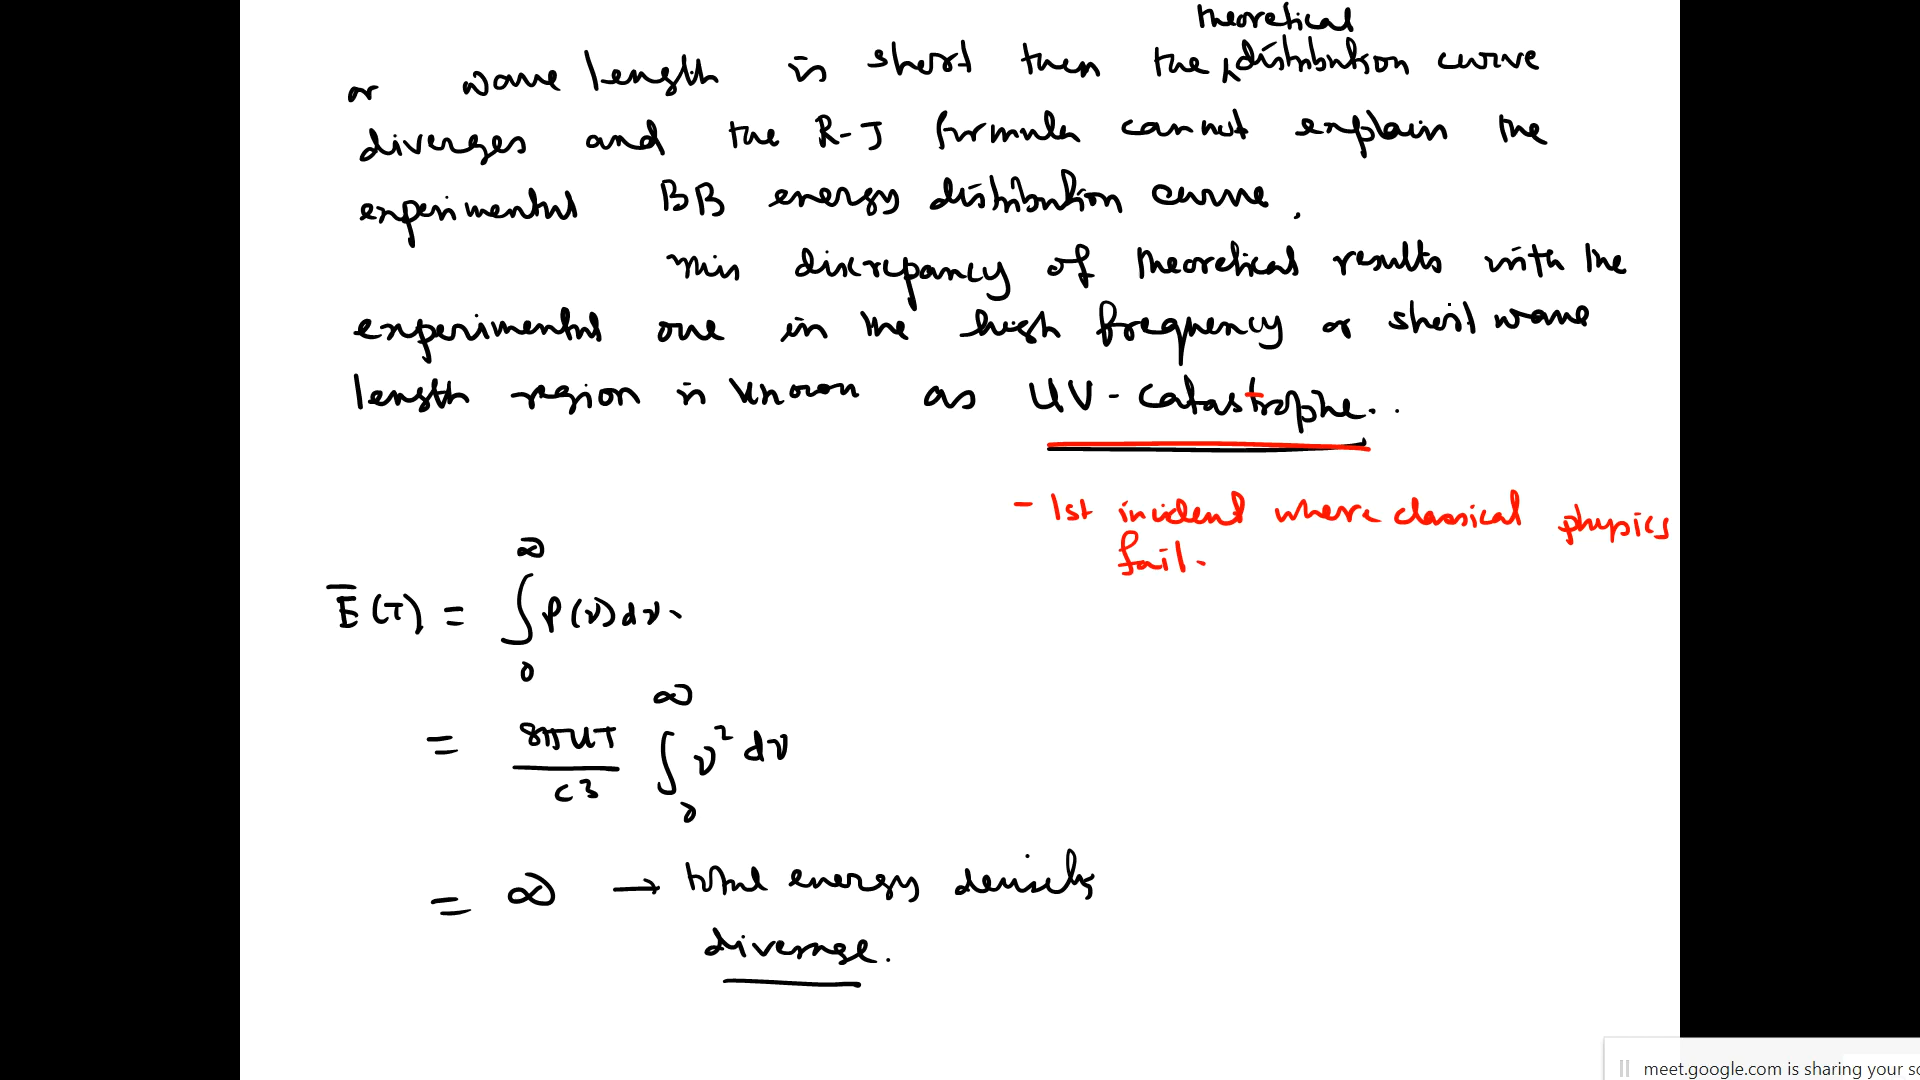 theoretical
or wave length is short then the distribution curve
diverges and the R-J formula cannot explain the
experimental BB energy distribution curve.
This discrepancy of theoretical results with the
experimental one in the high frequency or short wave
length region is known as UV-Catastrophe.
- 1st incident where classical physics
fail.
Ē(T) = ∫₀^∞ ρ(ν)dν.
= 8πkT/c³ ∫₀^∞ ν² dν
= ∞ → total energy density
diverge.
meet.google.com is sharing your sc